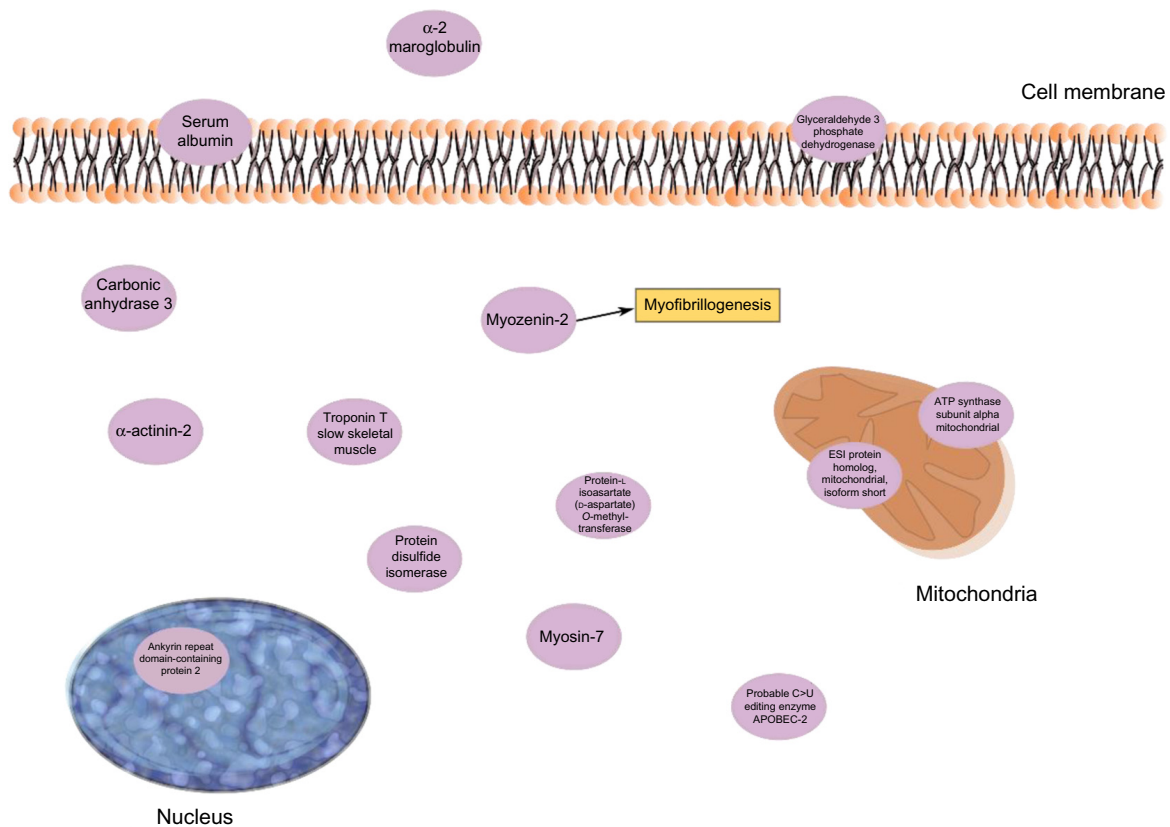 α-2
maroglobulin
Cell membrane
Serum
albumin
Glyceraldehyde 3
phosphate
dehydrogenase
Carbonic
anhydrase 3
Myozenin-2
Myofibrillogenesis
α-actinin-2
Troponin T
slow skeletal
muscle
ATP synthase
subunit alpha
mitochondrial
ESI protein
homolog,
mitochondrial,
isoform short
Protein-L
isoasartate
(D-aspartate)
O-methyl-
transferase
Protein
disulfide
isomerase
Mitochondria
Myosin-7
Ankyrin repeat
domain-containing
protein 2
Probable C>U
editing enzyme
APOBEC-2
Nucleus